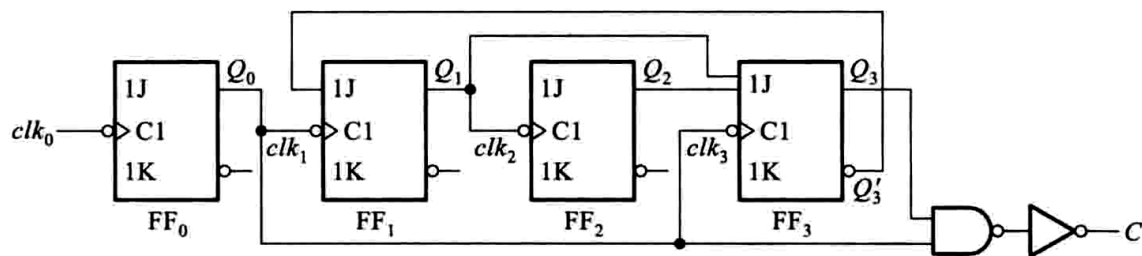 Q₀ Q₁ Q₂ Q₃
1J 1J 1J 1J
clk₀ C1 clk₁ C1 clk₂ C1 clk₃ C1
1K 1K 1K 1K
Q₃′
FF₀ FF₁ FF₂ FF₃
C